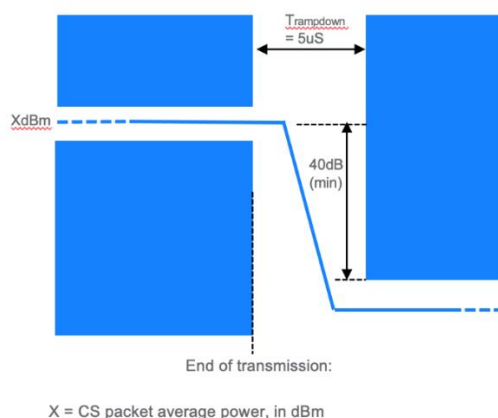 Trampdown
= 5uS
XdBm
40dB
(min)
End of transmission:
X = CS packet average power, in dBm